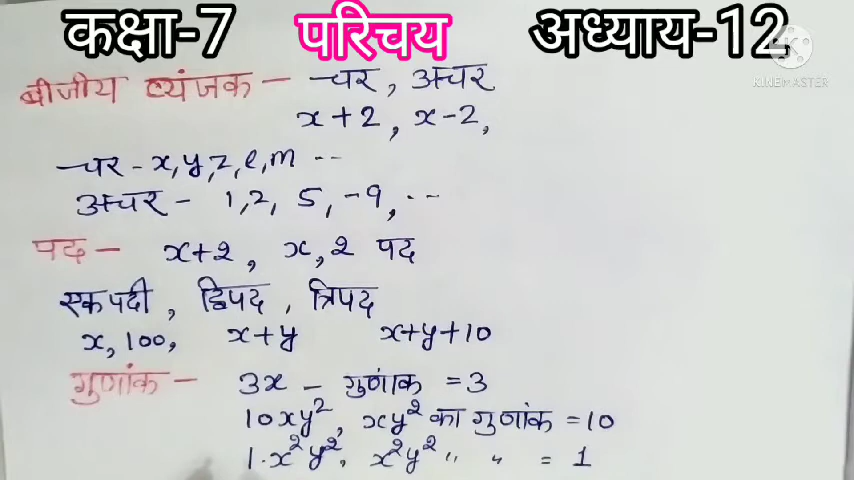 कक्षा-7 परिचय अध्याय-12
K
KINEMASTER
बीजीय व्यंजक - चर, अचर
x+2, x-2,
चर - x, y, z, l, m --
अचर - 1, 2, 5, -9, --
पद - x+2, x, 2 पद
एकपदी, द्विपद, त्रिपद
x, 100, x+y x+y+10
गुणांक - 3x - गुणांक = 3
10xy², xy² का गुणांक = 10
1.x²y², x²y² " " = 1